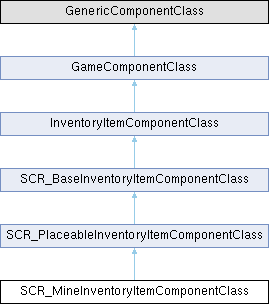 GenericComponentClass
GameComponentClass
InventoryItemComponentClass
SCR_BaseInventoryItemComponentClass
SCR_PlaceableInventoryItemComponentClass
SCR_MineInventoryItemComponentClass